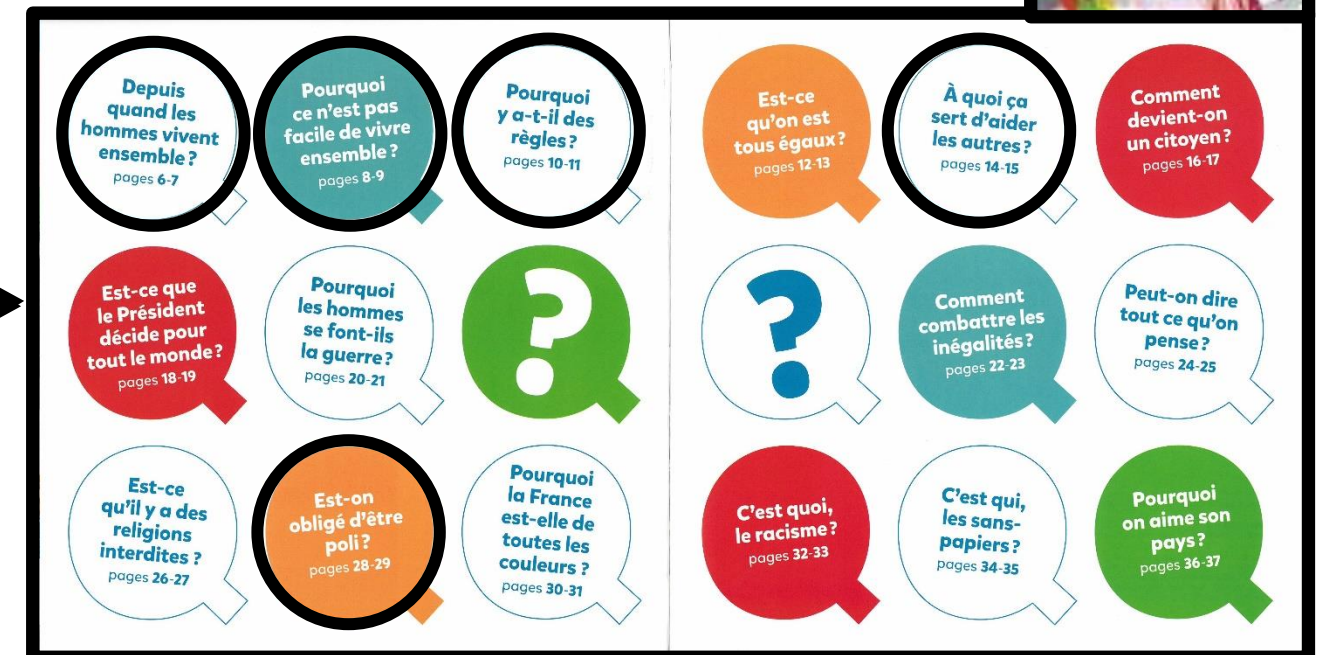 Depuis
quand les
hommes vivent
ensemble ?
pages 6-7
Pourquoi
ce n'est pas
facile de vivre
ensemble ?
pages 8-9
Pourquoi
y a-t-il des
règles ?
pages 10-11
Est-ce
qu'on est
tous égaux ?
pages 12-13
À quoi ça
sert d'aider
les autres ?
pages 14-15
Comment
devient-on
un citoyen ?
pages 16-17
Est-ce que
le Président
décide pour
tout le monde ?
pages 18-19
Pourquoi
les hommes
se font-ils
la guerre ?
pages 20-21
?
?
Comment
combattre les
inégalités ?
pages 22-23
Peut-on dire
tout ce qu'on
pense ?
pages 24-25
Est-ce
qu'il y a des
religions
interdites ?
pages 26-27
Est-on
obligé d'être
poli ?
pages 28-29
Pourquoi
la France
est-elle de
toutes les
couleurs ?
pages 30-31
C'est quoi,
le racisme ?
pages 32-33
C'est qui,
les sans-
papiers ?
pages 34-35
Pourquoi
on aime son
pays ?
pages 36-37